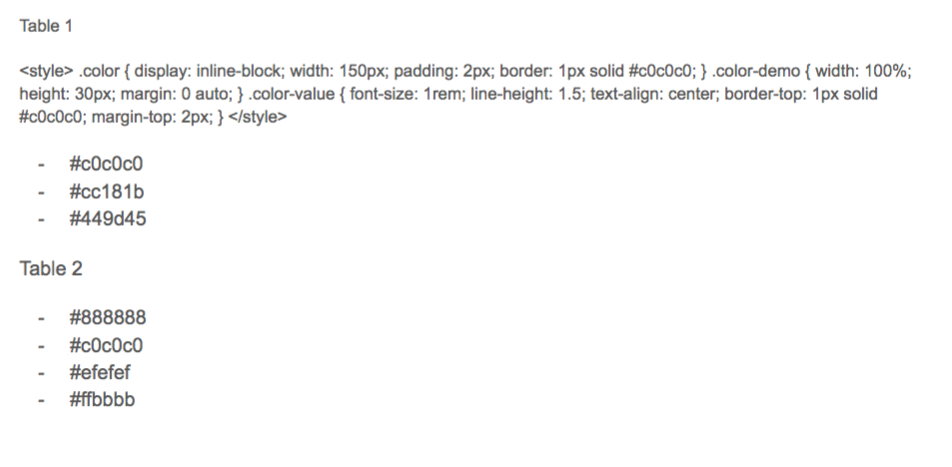 Table 1
<style> .color { display: inline-block; width: 150px; padding: 2px; border: 1px solid #c0c0c0; } .color-demo { width: 100%;
height: 30px; margin: 0 auto; } .color-value { font-size: 1rem; line-height: 1.5; text-align: center; border-top: 1px solid
#c0c0c0; margin-top: 2px; } </style>
- #c0c0c0
- #cc181b
- #449d45
Table 2
- #888888
- #c0c0c0
- #efefef
- #ffbbbb